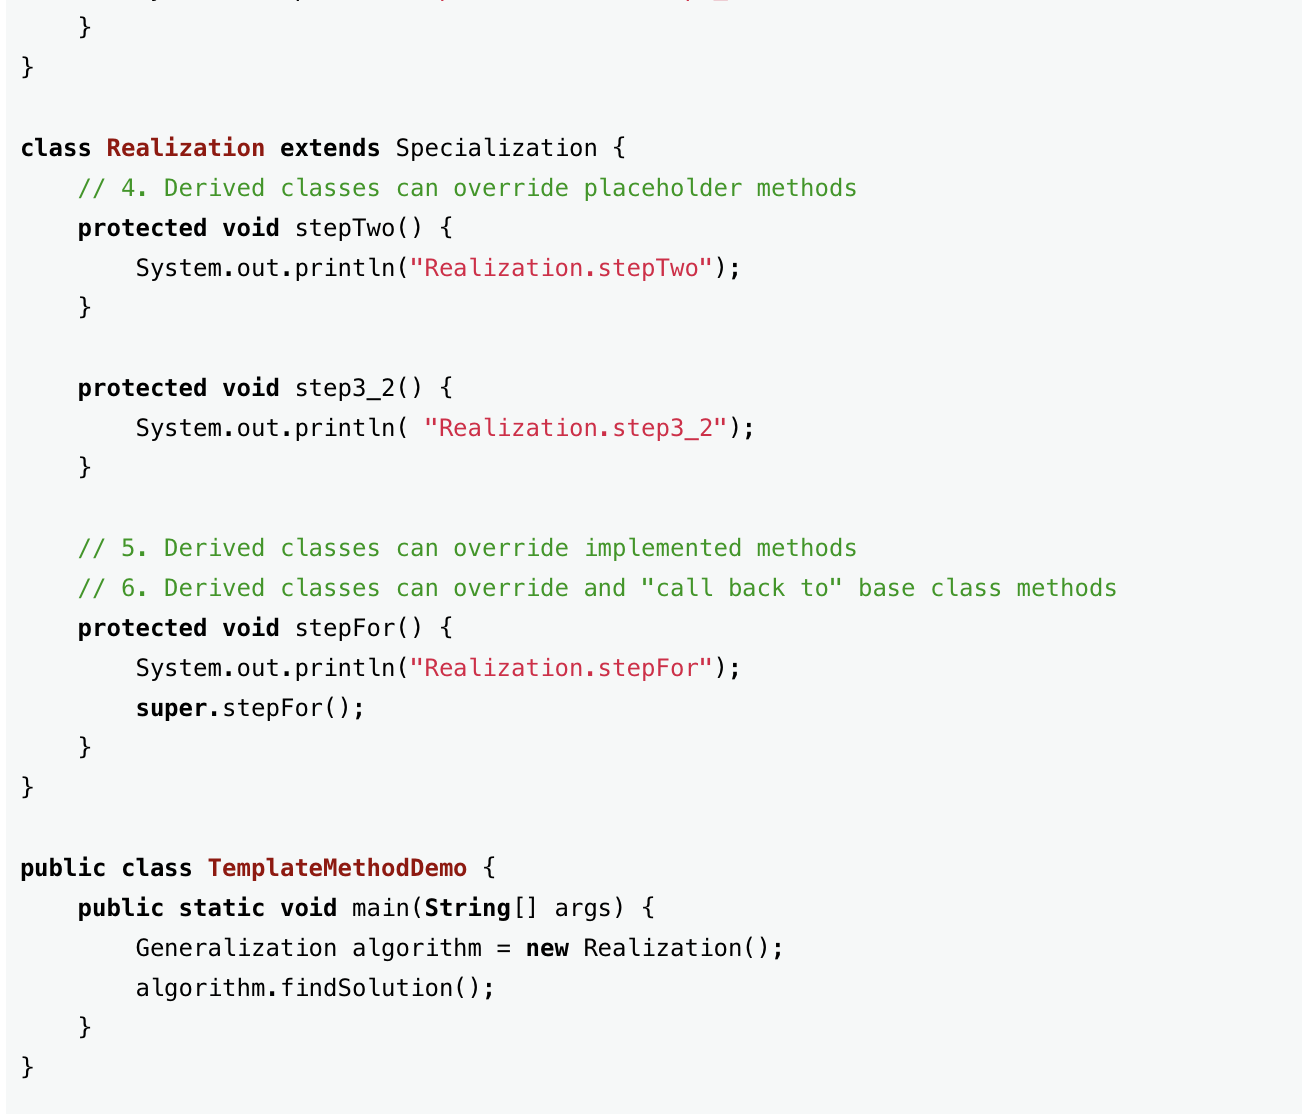 }
}
class Realization extends Specialization {
    // 4. Derived classes can override placeholder methods
    protected void stepTwo() {
        System.out.println("Realization.stepTwo");
    }
    protected void step3_2() {
        System.out.println( "Realization.step3_2");
    }
    // 5. Derived classes can override implemented methods
    // 6. Derived classes can override and "call back to" base class methods
    protected void stepFor() {
        System.out.println("Realization.stepFor");
        super.stepFor();
    }
}
public class TemplateMethodDemo {
    public static void main(String[] args) {
        Generalization algorithm = new Realization();
        algorithm.findSolution();
    }
}